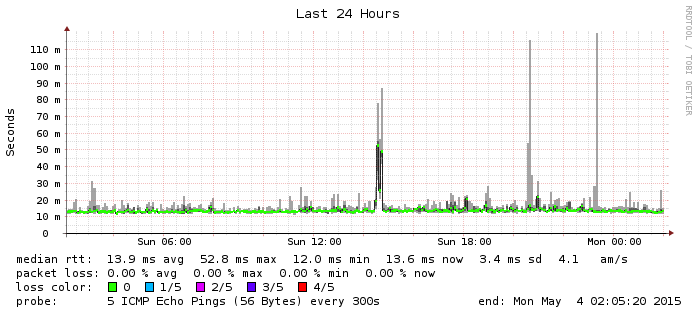 Last 24 Hours
RRDTOOL / TOBI OETIKER
Seconds
110 m
100 m
90 m
80 m
70 m
60 m
50 m
40 m
30 m
20 m
10 m
0
Sun 06:00 Sun 12:00 Sun 18:00 Mon 00:00
median rtt: 13.9 ms avg 52.8 ms max 12.0 ms min 13.6 ms now 3.4 ms sd 4.1 am/s
packet loss: 0.00 % avg 0.00 % max 0.00 % min 0.00 % now
loss color: 0 1/5 2/5 3/5 4/5
probe: 5 ICMP Echo Pings (56 Bytes) every 300s end: Mon May 4 02:05:20 2015